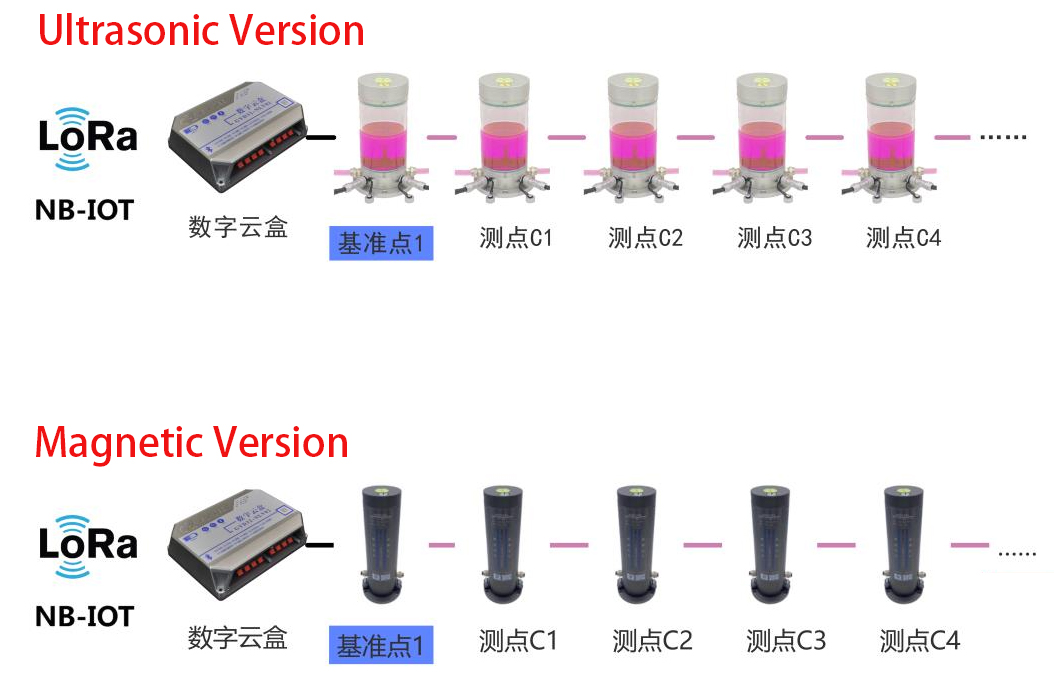 Ultrasonic Version
LoRa
NB-IOT
数字云盒
基准点1
测点C1
测点C2
测点C3
测点C4
......
Magnetic Version
LoRa
NB-IOT
数字云盒
基准点1
测点C1
测点C2
测点C3
测点C4
......